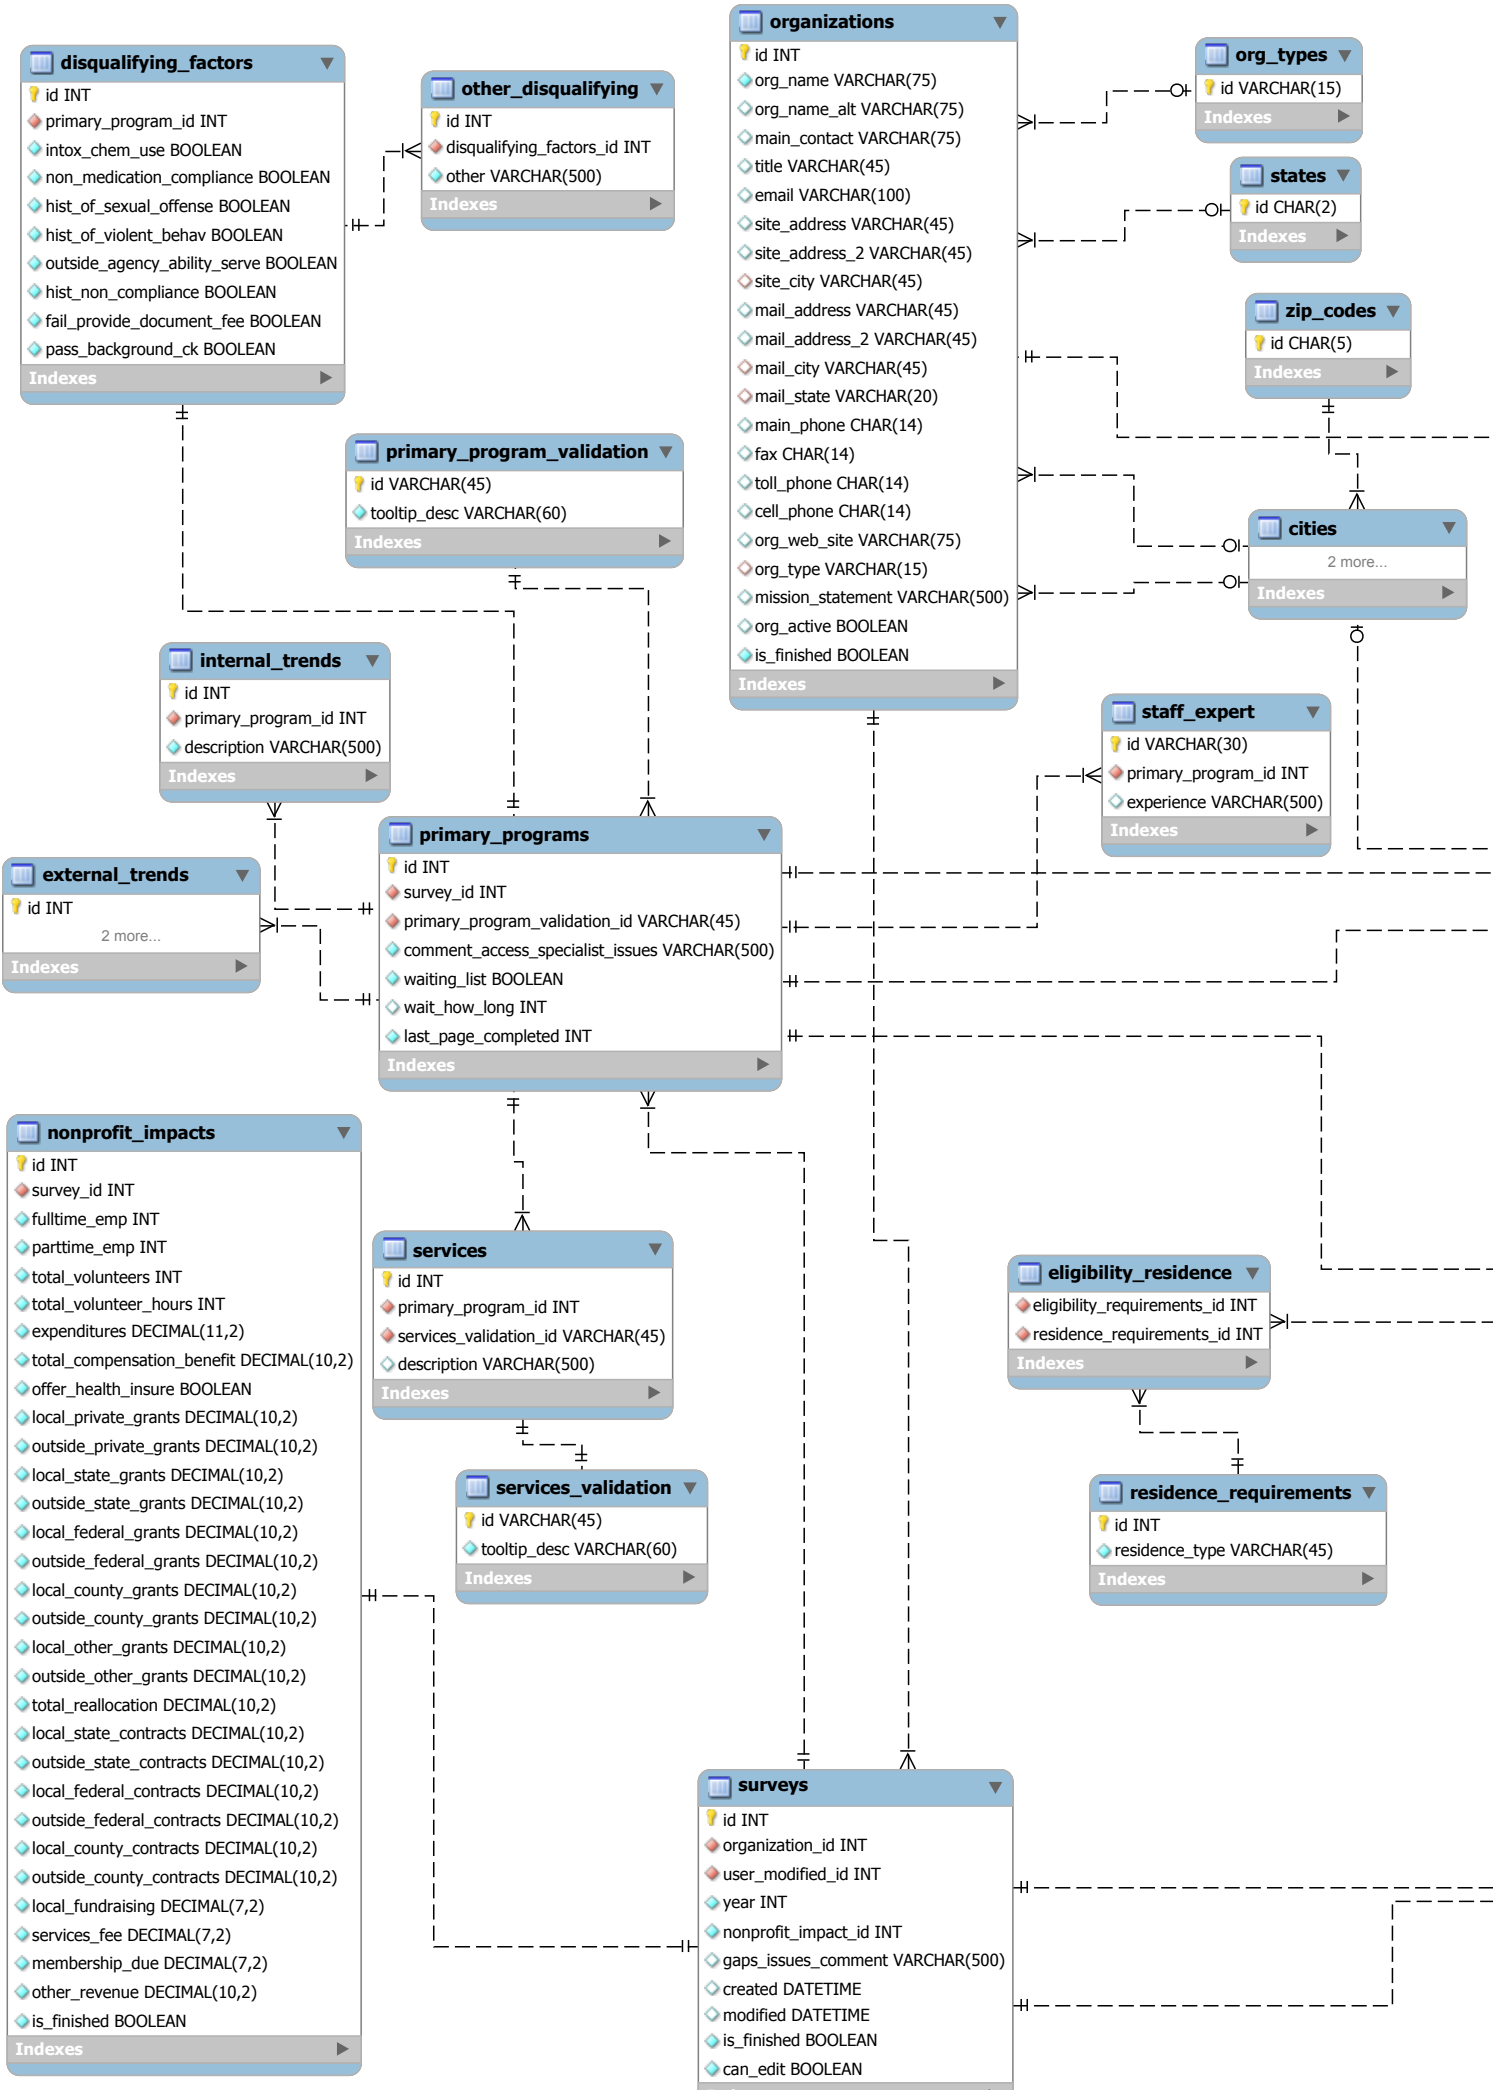 disqualifying_factors
id INT
primary_program_id INT
intox_chem_use BOOLEAN
non_medication_compliance BOOLEAN
hist_of_sexual_offense BOOLEAN
hist_of_violent_behav BOOLEAN
outside_agency_ability_serve BOOLEAN
hist_non_compliance BOOLEAN
fail_provide_document_fee BOOLEAN
pass_background_ck BOOLEAN
Indexes
other_disqualifying
id INT
disqualifying_factors_id INT
other VARCHAR(500)
Indexes
organizations
id INT
org_name VARCHAR(75)
org_name_alt VARCHAR(75)
main_contact VARCHAR(75)
title VARCHAR(45)
email VARCHAR(100)
site_address VARCHAR(45)
site_address_2 VARCHAR(45)
site_city VARCHAR(45)
mail_address VARCHAR(45)
mail_address_2 VARCHAR(45)
mail_city VARCHAR(45)
mail_state VARCHAR(20)
main_phone CHAR(14)
fax CHAR(14)
toll_phone CHAR(14)
cell_phone CHAR(14)
org_web_site VARCHAR(75)
org_type VARCHAR(15)
mission_statement VARCHAR(500)
org_active BOOLEAN
is_finished BOOLEAN
Indexes
org_types
id VARCHAR(15)
Indexes
states
id CHAR(2)
Indexes
zip_codes
id CHAR(5)
Indexes
cities
2 more...
Indexes
primary_program_validation
id VARCHAR(45)
tooltip_desc VARCHAR(60)
Indexes
internal_trends
id INT
primary_program_id INT
description VARCHAR(500)
Indexes
staff_expert
id VARCHAR(30)
primary_program_id INT
experience VARCHAR(500)
Indexes
external_trends
id INT
2 more...
Indexes
primary_programs
id INT
survey_id INT
primary_program_validation_id VARCHAR(45)
comment_access_specialist_issues VARCHAR(500)
waiting_list BOOLEAN
wait_how_long INT
last_page_completed INT
Indexes
nonprofit_impacts
id INT
survey_id INT
fulltime_emp INT
parttime_emp INT
total_volunteers INT
total_volunteer_hours INT
expenditures DECIMAL(11,2)
total_compensation_benefit DECIMAL(10,2)
offer_health_insure BOOLEAN
local_private_grants DECIMAL(10,2)
outside_private_grants DECIMAL(10,2)
local_state_grants DECIMAL(10,2)
outside_state_grants DECIMAL(10,2)
local_federal_grants DECIMAL(10,2)
outside_federal_grants DECIMAL(10,2)
local_county_grants DECIMAL(10,2)
outside_county_grants DECIMAL(10,2)
local_other_grants DECIMAL(10,2)
outside_other_grants DECIMAL(10,2)
total_reallocation DECIMAL(10,2)
local_state_contracts DECIMAL(10,2)
outside_state_contracts DECIMAL(10,2)
local_federal_contracts DECIMAL(10,2)
outside_federal_contracts DECIMAL(10,2)
local_county_contracts DECIMAL(10,2)
outside_county_contracts DECIMAL(10,2)
local_fundraising DECIMAL(7,2)
services_fee DECIMAL(7,2)
membership_due DECIMAL(7,2)
other_revenue DECIMAL(10,2)
is_finished BOOLEAN
Indexes
services
id INT
primary_program_id INT
services_validation_id VARCHAR(45)
description VARCHAR(500)
Indexes
services_validation
id VARCHAR(45)
tooltip_desc VARCHAR(60)
Indexes
eligibility_residence
eligibility_requirements_id INT
residence_requirements_id INT
Indexes
residence_requirements
id INT
residence_type VARCHAR(45)
Indexes
surveys
id INT
organization_id INT
user_modified_id INT
year INT
nonprofit_impact_id INT
gaps_issues_comment VARCHAR(500)
created DATETIME
modified DATETIME
is_finished BOOLEAN
can_edit BOOLEAN